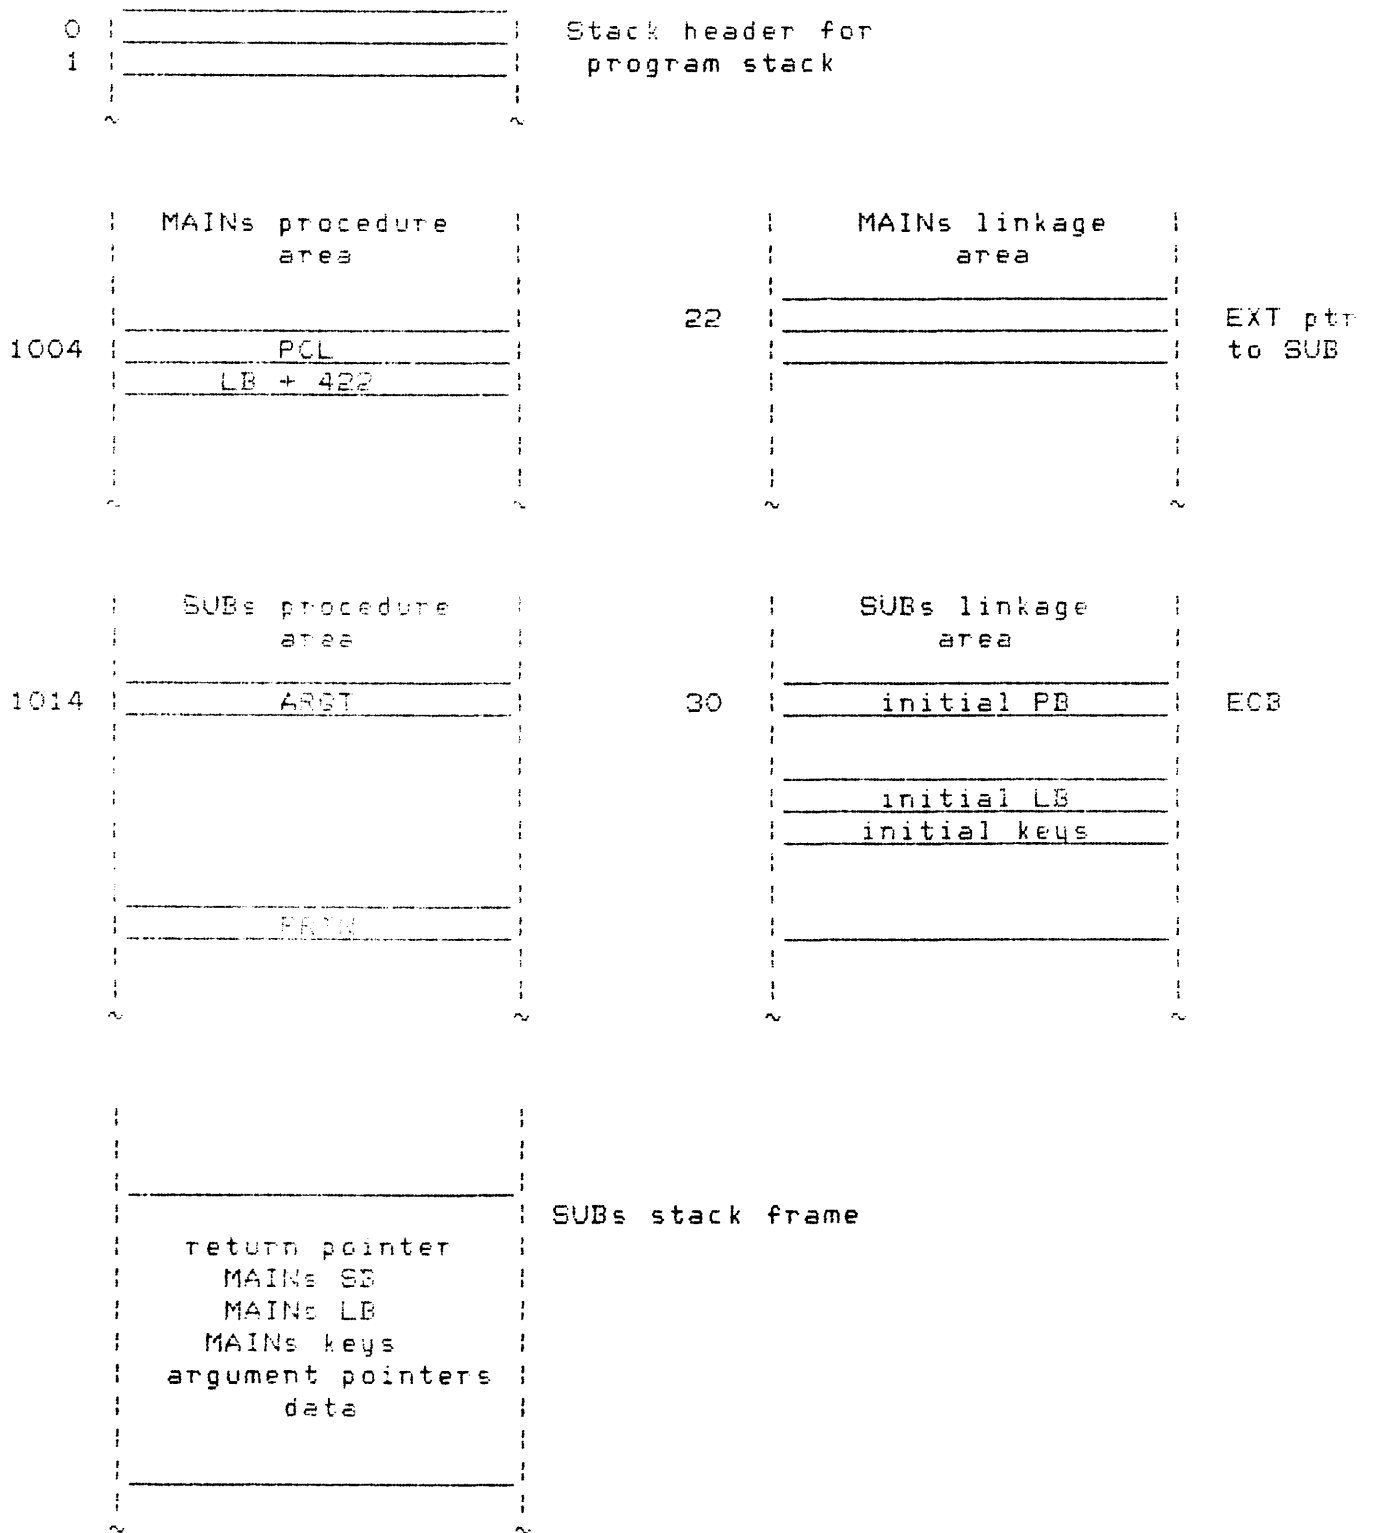 0 Stack header for
1 program stack
MAINs procedure
area
1004 PCL
LB + 422
MAINs linkage
area
22 EXT ptr
to SUB
SUBs procedure
area
1014 ARGT
PRTN
SUBs linkage
area
30 initial PB ECB
initial LB
initial keys
SUBs stack frame
return pointer
MAINs SB
MAINs LB
MAINs keys
argument pointers
data